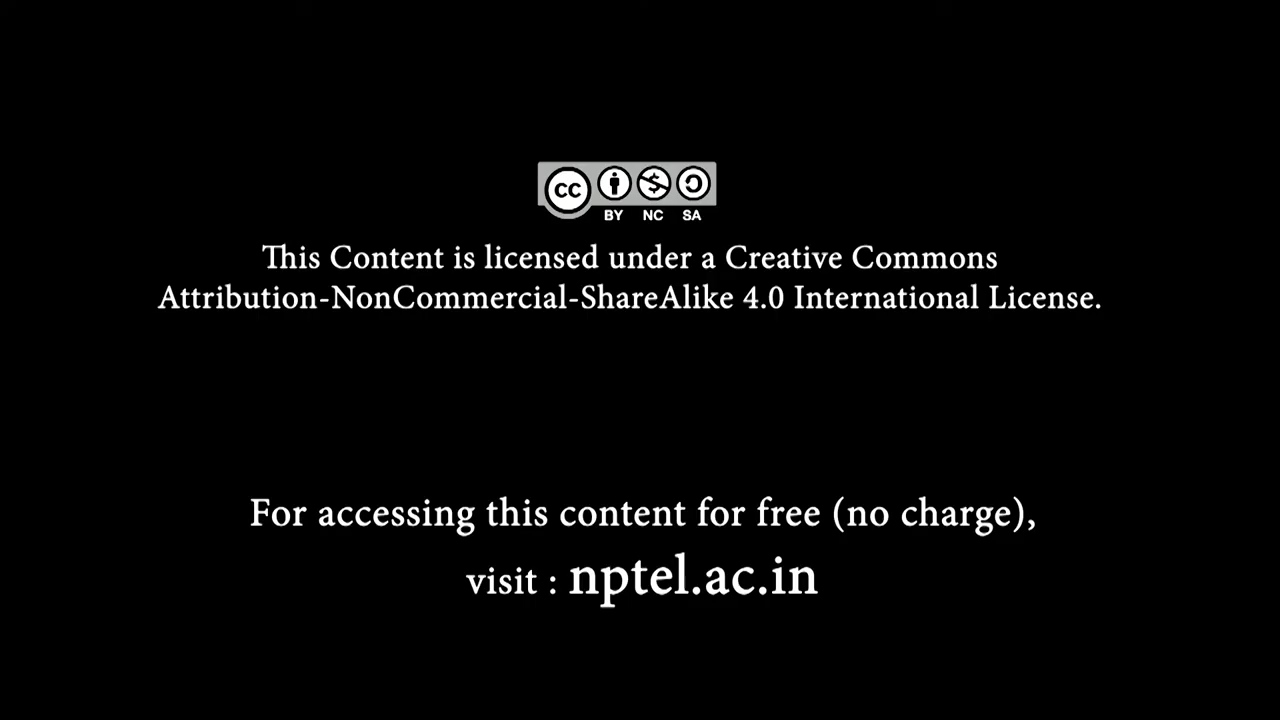 cc BY NC SA
This Content is licensed under a Creative Commons
Attribution-NonCommercial-ShareAlike 4.0 International License.
For accessing this content for free (no charge),
visit : nptel.ac.in